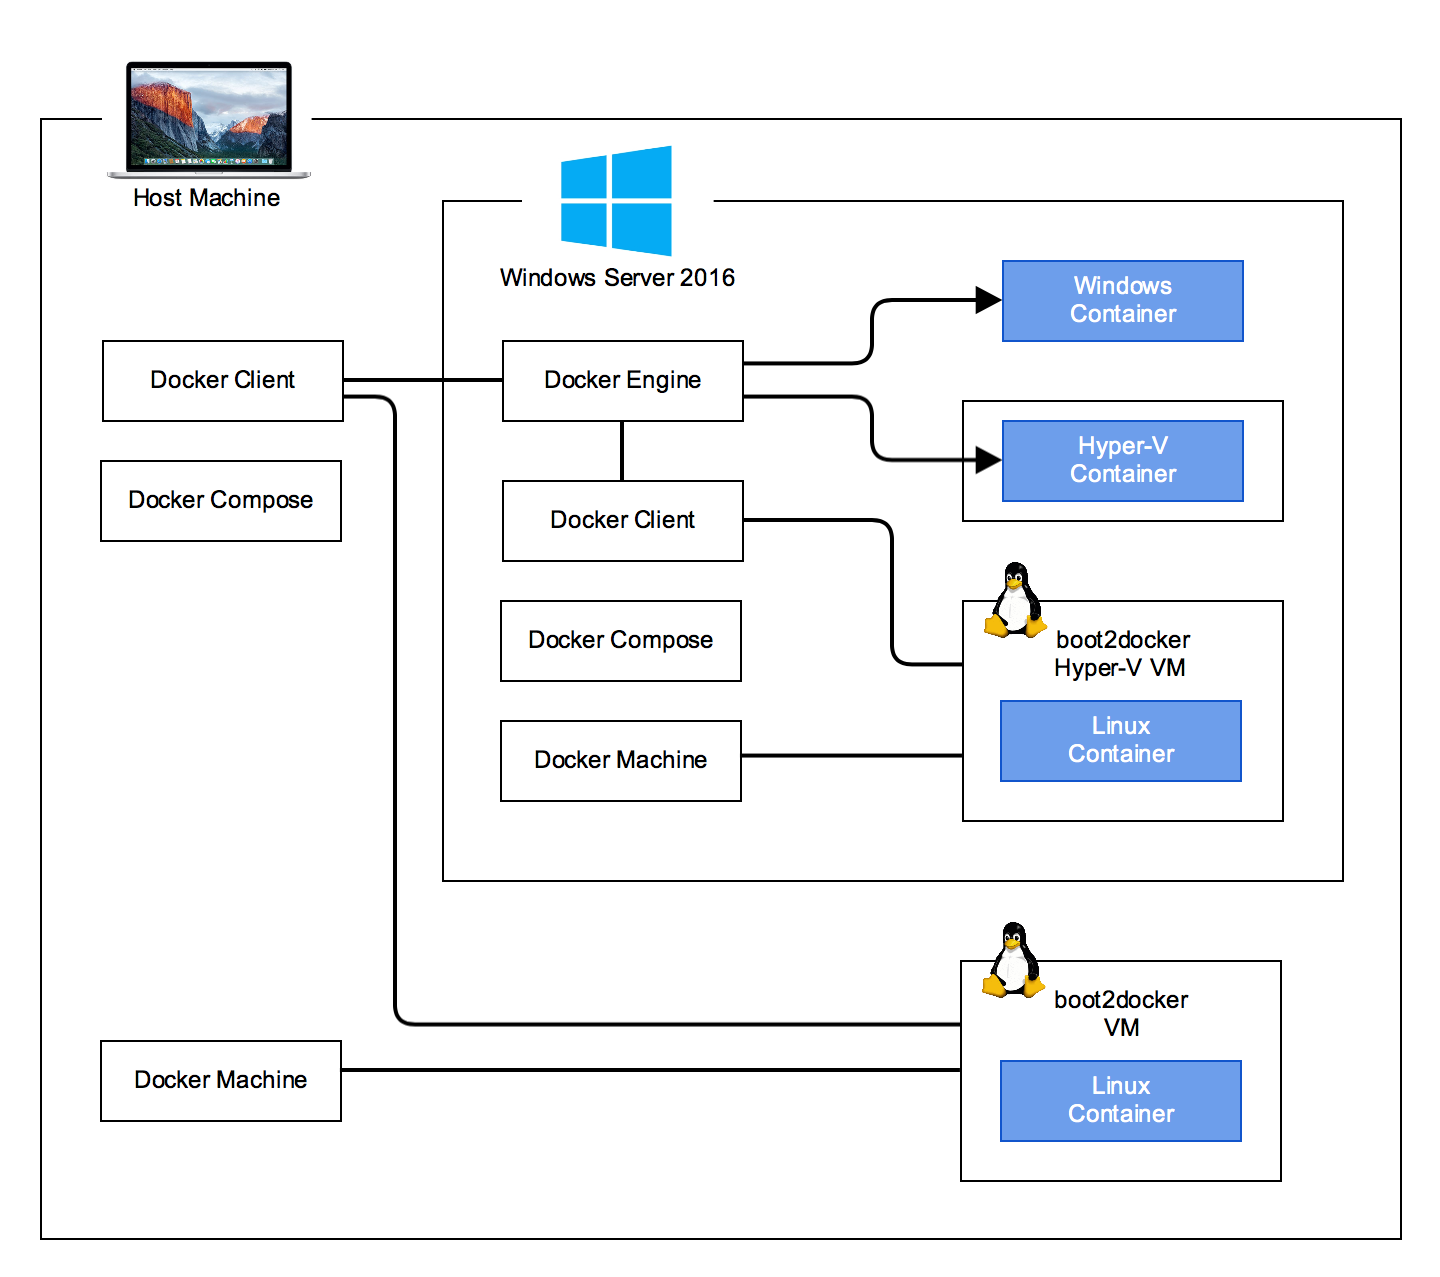 Host Machine
Windows Server 2016
Windows
Container
Docker Client
Docker Engine
Hyper-V
Container
Docker Compose
Docker Client
boot2docker
Hyper-V VM
Docker Compose
Linux
Container
Docker Machine
boot2docker
VM
Docker Machine
Linux
Container